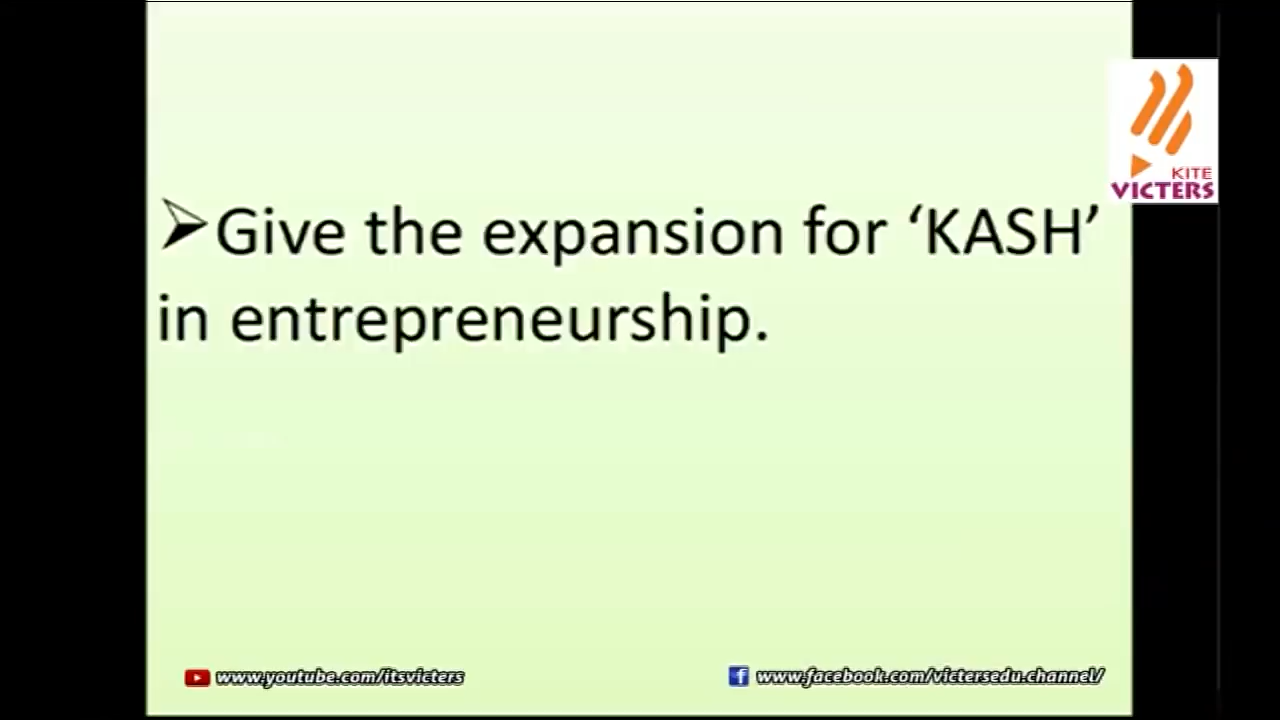 ➢Give the expansion for ‘KASH’
in entrepreneurship.
KITE
VICTERS
www.youtube.com/itsvicters
www.facebook.com/victersedu.channel/